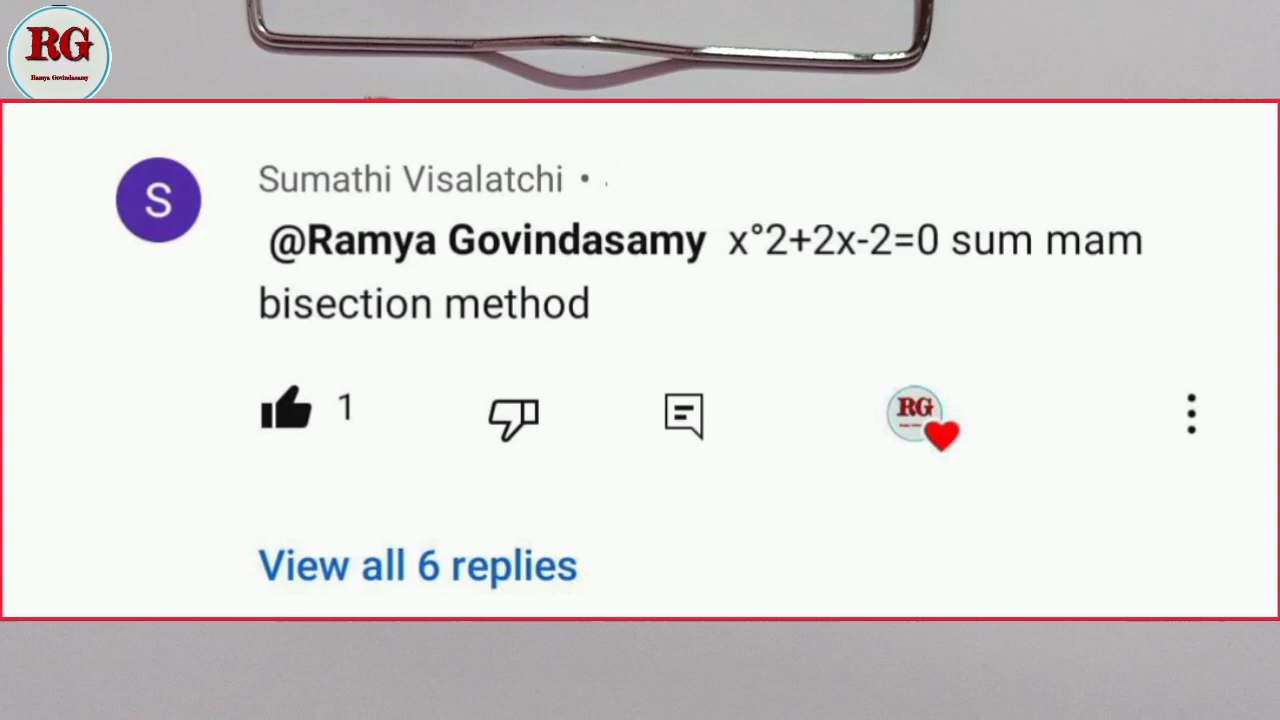 RG
Ramya Govindasamy
Sumathi Visalatchi •
@Ramya Govindasamy x°2+2x-2=0 sum mam
bisection method
1
RG
View all 6 replies